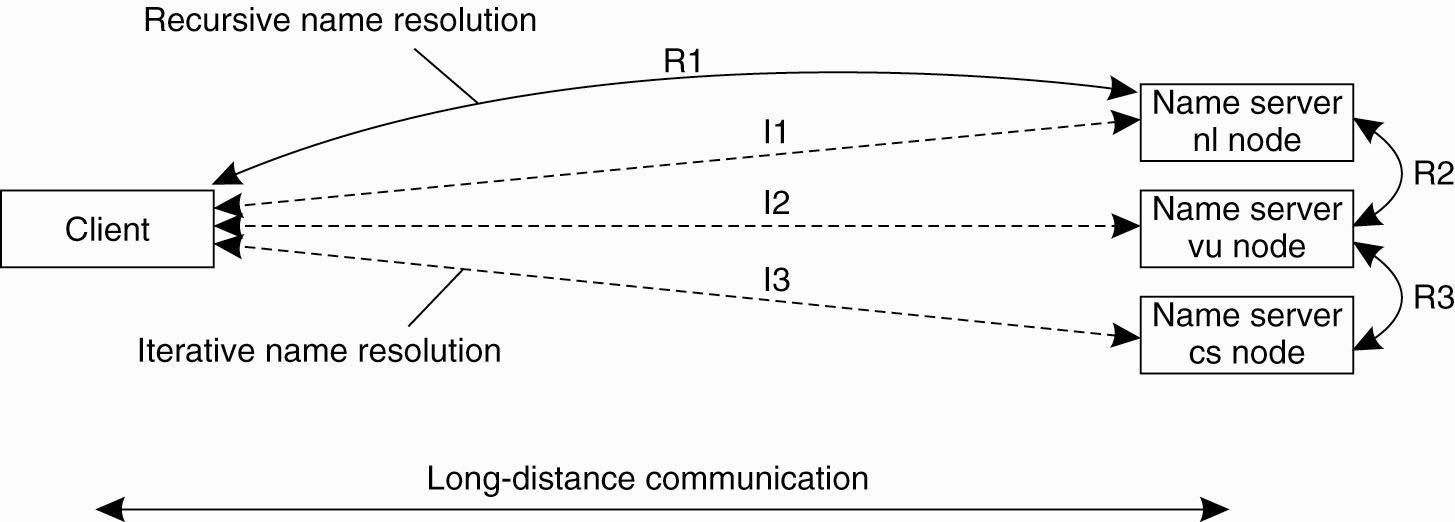 Recursive name resolution
R1
Name server
nl node
I1
R2
I2
Name server
vu node
Client
I3
R3
Name server
cs node
Iterative name resolution
Long-distance communication